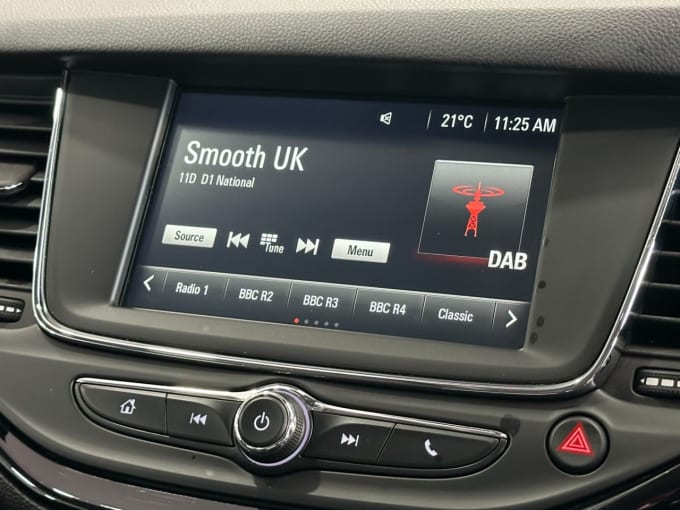 21°C 11:25 AM
Smooth UK
11D D1 National
Source Tune Menu
DAB
Radio 1 BBC R2 BBC R3 BBC R4 Classic